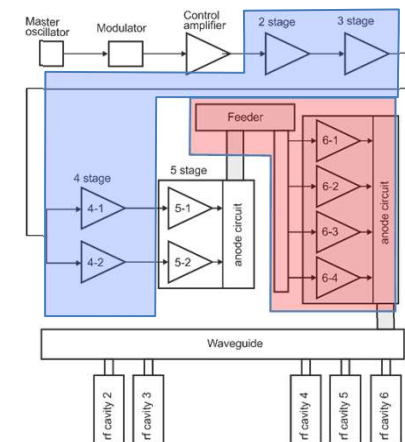 Master
oscillator
Modulator
Control
amplifier
2 stage
3 stage
Feeder
4 stage
5 stage
4-1
4-2
5-1
5-2
anode circuit
6-1
6-2
6-3
6-4
anode circuit
Waveguide
rf cavity 2
rf cavity 3
rf cavity 4
rf cavity 5
rf cavity 6